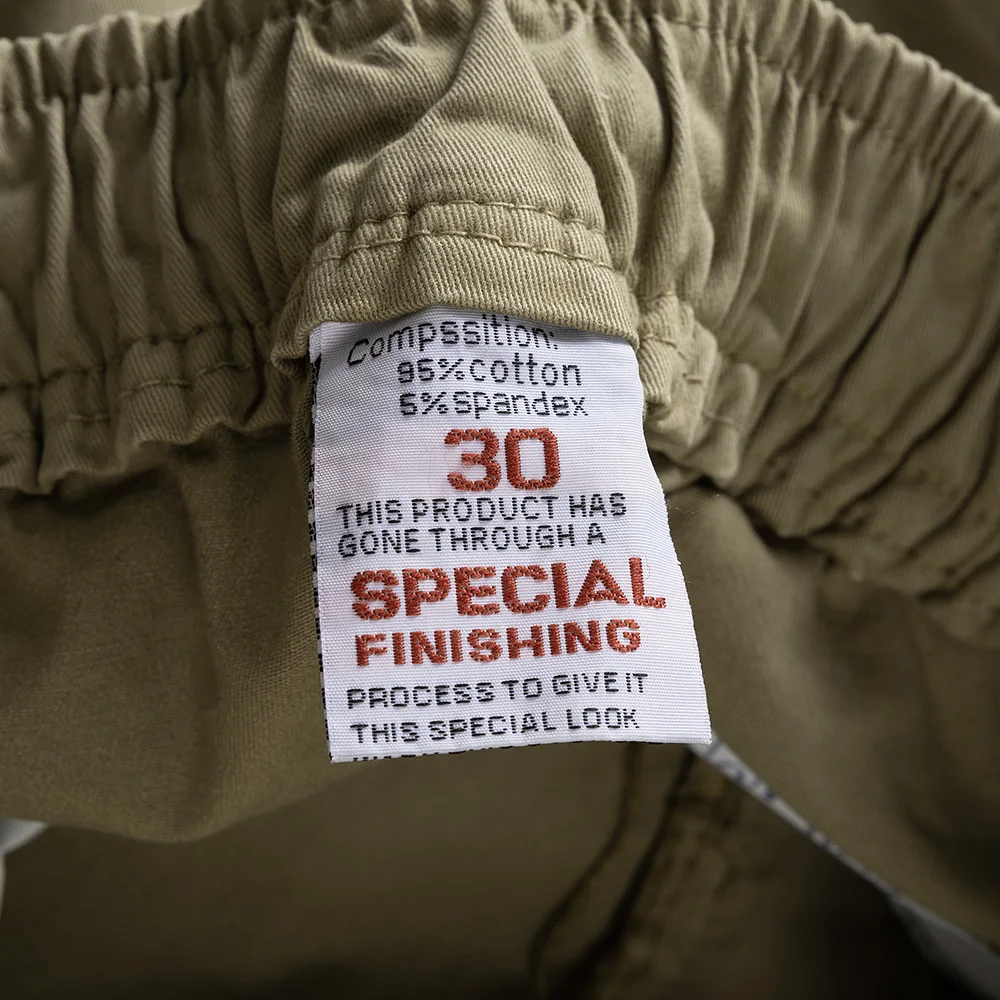 Compssition:
95%cotton
5%spandex
30
THIS PRODUCT HAS
GONE THROUGH A
SPECIAL
FINISHING
PROCESS TO GIVE IT
THIS SPECIAL LOOK